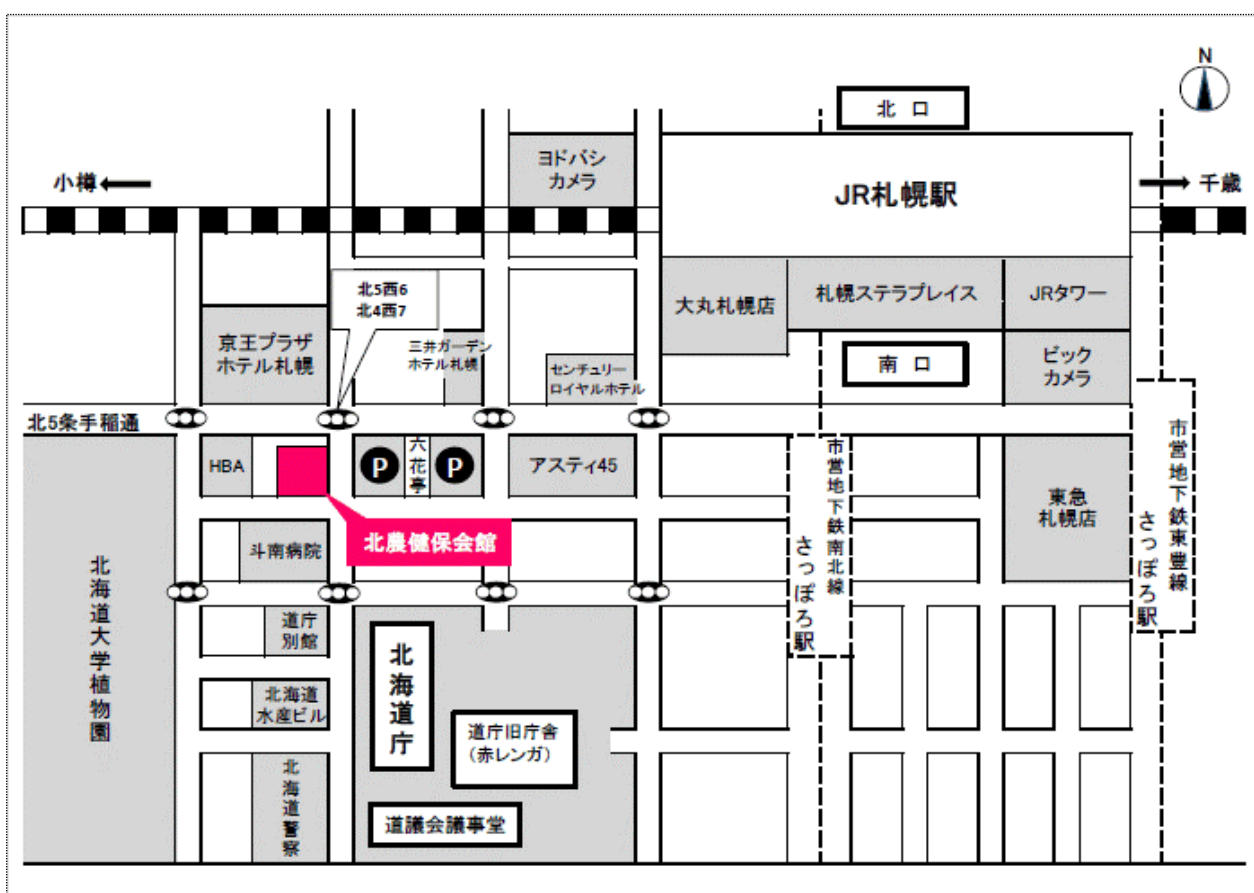 N
北 口
ヨドバシ
カメラ
小樽
JR札幌駅
千歳
北5西6
北4西7
大丸札幌店
札幌ステラプレイス
JRタワー
京王プラザ
ホテル札幌
三井ガーデン
ホテル札幌
センチュリー
ロイヤルホテル
南 口
ビック
カメラ
北5条手稲通
HBA
P
六花亭
P
アスティ45
市営地下鉄南北線
さっぽろ駅
東急
札幌店
市営地下鉄東豊線
さっぽろ駅
北農健保会館
斗南病院
北海道大学植物園
道庁
別館
北海道庁
北海道
水産ビル
道庁旧庁舎
(赤レンガ)
北海道警察
道議会議事堂